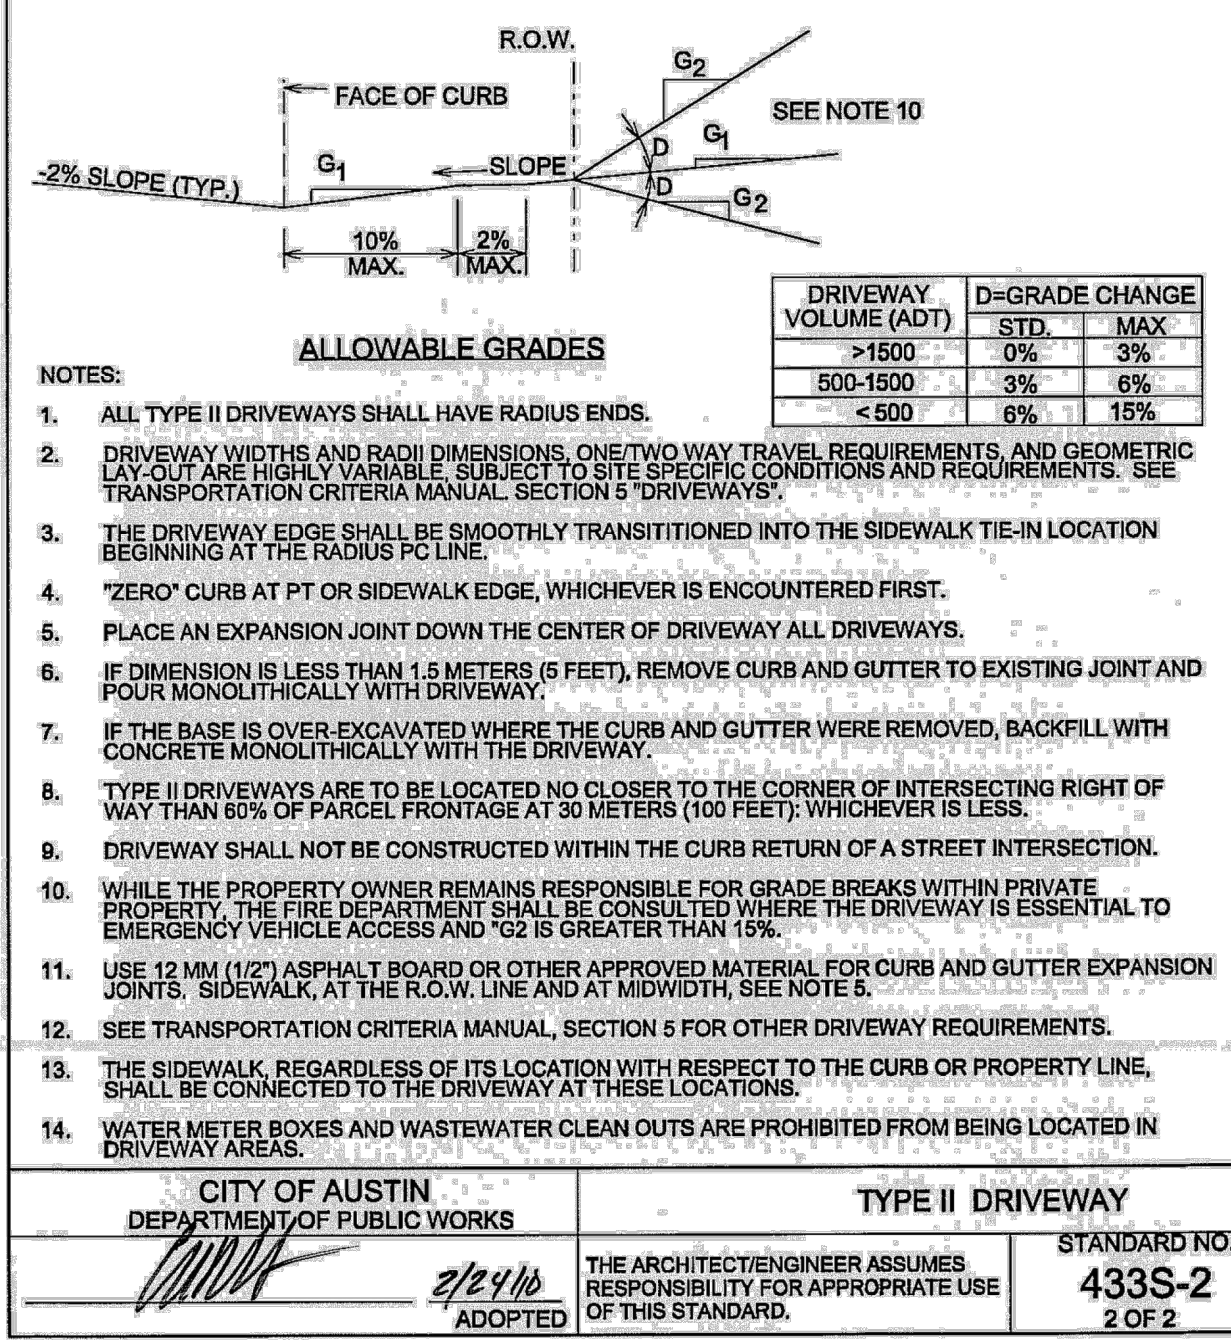 R.O.W.
G2
FACE OF CURB
SEE NOTE 10
G1
D
G1
SLOPE
-2% SLOPE (TYP.)
D
G2
10% MAX.
2% MAX.
DRIVEWAY VOLUME (ADT) D=GRADE CHANGE
STD. MAX
>1500 0% 3%
500-1500 3% 6%
<500 6% 15%
ALLOWABLE GRADES
NOTES:
1. ALL TYPE II DRIVEWAYS SHALL HAVE RADIUS ENDS.
2. DRIVEWAY WIDTHS AND RADII DIMENSIONS, ONE/TWO WAY TRAVEL REQUIREMENTS, AND GEOMETRIC
LAY-OUT ARE HIGHLY VARIABLE, SUBJECT TO SITE SPECIFIC CONDITIONS AND REQUIREMENTS. SEE
TRANSPORTATION CRITERIA MANUAL. SECTION 5 "DRIVEWAYS".
3. THE DRIVEWAY EDGE SHALL BE SMOOTHLY TRANSITITIONED INTO THE SIDEWALK TIE-IN LOCATION
BEGINNING AT THE RADIUS PC LINE.
4. "ZERO" CURB AT PT OR SIDEWALK EDGE, WHICHEVER IS ENCOUNTERED FIRST.
5. PLACE AN EXPANSION JOINT DOWN THE CENTER OF DRIVEWAY ALL DRIVEWAYS.
6. IF DIMENSION IS LESS THAN 1.5 METERS (5 FEET), REMOVE CURB AND GUTTER TO EXISTING JOINT AND
POUR MONOLITHICALLY WITH DRIVEWAY.
7. IF THE BASE IS OVER-EXCAVATED WHERE THE CURB AND GUTTER WERE REMOVED, BACKFILL WITH
CONCRETE MONOLITHICALLY WITH THE DRIVEWAY.
8. TYPE II DRIVEWAYS ARE TO BE LOCATED NO CLOSER TO THE CORNER OF INTERSECTING RIGHT OF
WAY THAN 60% OF PARCEL FRONTAGE AT 30 METERS (100 FEET): WHICHEVER IS LESS.
9. DRIVEWAY SHALL NOT BE CONSTRUCTED WITHIN THE CURB RETURN OF A STREET INTERSECTION.
10. WHILE THE PROPERTY OWNER REMAINS RESPONSIBLE FOR GRADE BREAKS WITHIN PRIVATE
PROPERTY, THE FIRE DEPARTMENT SHALL BE CONSULTED WHERE THE DRIVEWAY IS ESSENTIAL TO
EMERGENCY VEHICLE ACCESS AND "G2 IS GREATER THAN 15%.
11. USE 12 MM (1/2") ASPHALT BOARD OR OTHER APPROVED MATERIAL FOR CURB AND GUTTER EXPANSION
JOINTS. SIDEWALK, AT THE R.O.W. LINE AND AT MIDWIDTH, SEE NOTE 5.
12. SEE TRANSPORTATION CRITERIA MANUAL, SECTION 5 FOR OTHER DRIVEWAY REQUIREMENTS.
13. THE SIDEWALK, REGARDLESS OF ITS LOCATION WITH RESPECT TO THE CURB OR PROPERTY LINE,
SHALL BE CONNECTED TO THE DRIVEWAY AT THESE LOCATIONS.
14. WATER METER BOXES AND WASTEWATER CLEAN OUTS ARE PROHIBITED FROM BEING LOCATED IN
DRIVEWAY AREAS.
CITY OF AUSTIN
DEPARTMENT OF PUBLIC WORKS
2/24/10
ADOPTED
TYPE II DRIVEWAY
THE ARCHITECT/ENGINEER ASSUMES
RESPONSIBILITY FOR APPROPRIATE USE
OF THIS STANDARD.
STANDARD NO.
433S-2
2 OF 2